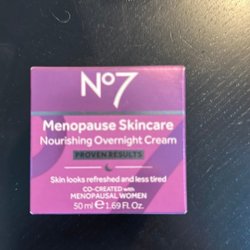 No7
Menopause Skincare
Nourishing Overnight Cream
PROVEN RESULTS
Skin looks refreshed and less tired
CO-CREATED with
MENOPAUSAL WOMEN
50 ml ℮ 1.69 Fl. Oz.